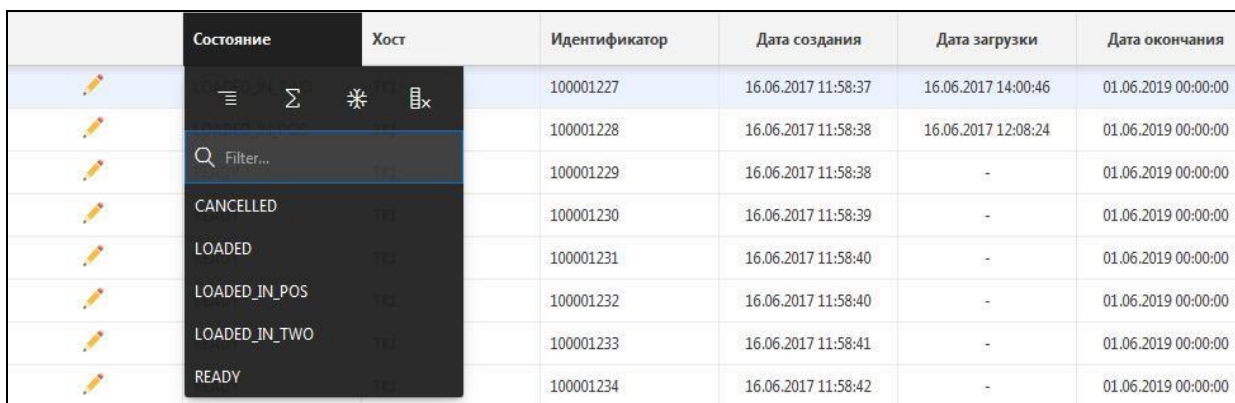 Состояние Хост Идентификатор Дата создания Дата загрузки Дата окончания
100001227 16.06.2017 11:58:37 16.06.2017 14:00:46 01.06.2019 00:00:00
100001228 16.06.2017 11:58:38 16.06.2017 12:08:24 01.06.2019 00:00:00
Filter...
100001229 16.06.2017 11:58:38 - 01.06.2019 00:00:00
CANCELLED
100001230 16.06.2017 11:58:39 - 01.06.2019 00:00:00
LOADED
100001231 16.06.2017 11:58:40 - 01.06.2019 00:00:00
LOADED_IN_POS
100001232 16.06.2017 11:58:40 - 01.06.2019 00:00:00
LOADED_IN_TWO
100001233 16.06.2017 11:58:41 - 01.06.2019 00:00:00
READY
100001234 16.06.2017 11:58:42 - 01.06.2019 00:00:00